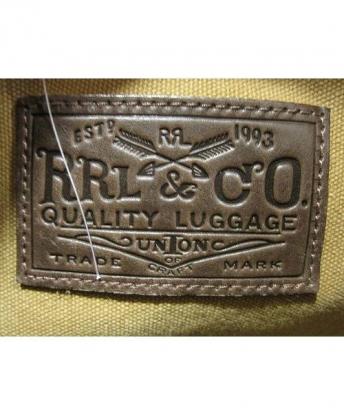 ESTD RRL 1993
RRL & CO.
QUALITY LUGGAGE
UNION
OF
TRADE CRAFT MARK